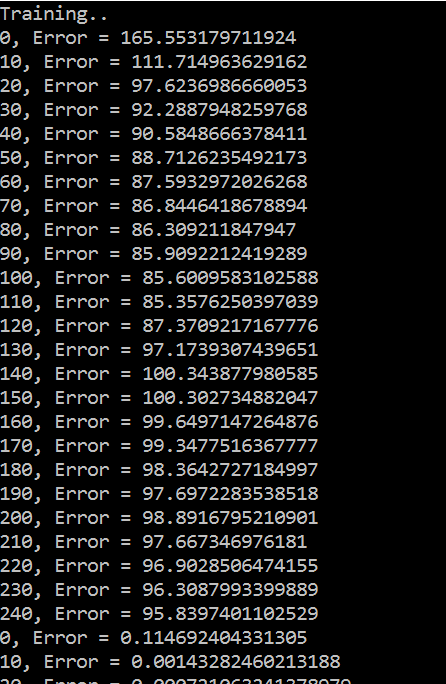 Training..
0, Error = 165.553179711924
10, Error = 111.714963629162
20, Error = 97.6236986660053
30, Error = 92.2887948259768
40, Error = 90.5848666378411
50, Error = 88.7126235492173
60, Error = 87.5932972026268
70, Error = 86.8446418678894
80, Error = 86.309211847947
90, Error = 85.9092212419289
100, Error = 85.6009583102588
110, Error = 85.3576250397039
120, Error = 87.3709217167776
130, Error = 97.1739307439651
140, Error = 100.343877980585
150, Error = 100.302734882047
160, Error = 99.6497147264876
170, Error = 99.3477516367777
180, Error = 98.3642727184997
190, Error = 97.6972283538518
200, Error = 98.8916795210901
210, Error = 97.667346976181
220, Error = 96.9028506474155
230, Error = 96.3087993399889
240, Error = 95.8397401102529
0, Error = 0.114692404331305
10, Error = 0.00143282460213188
20, Error =